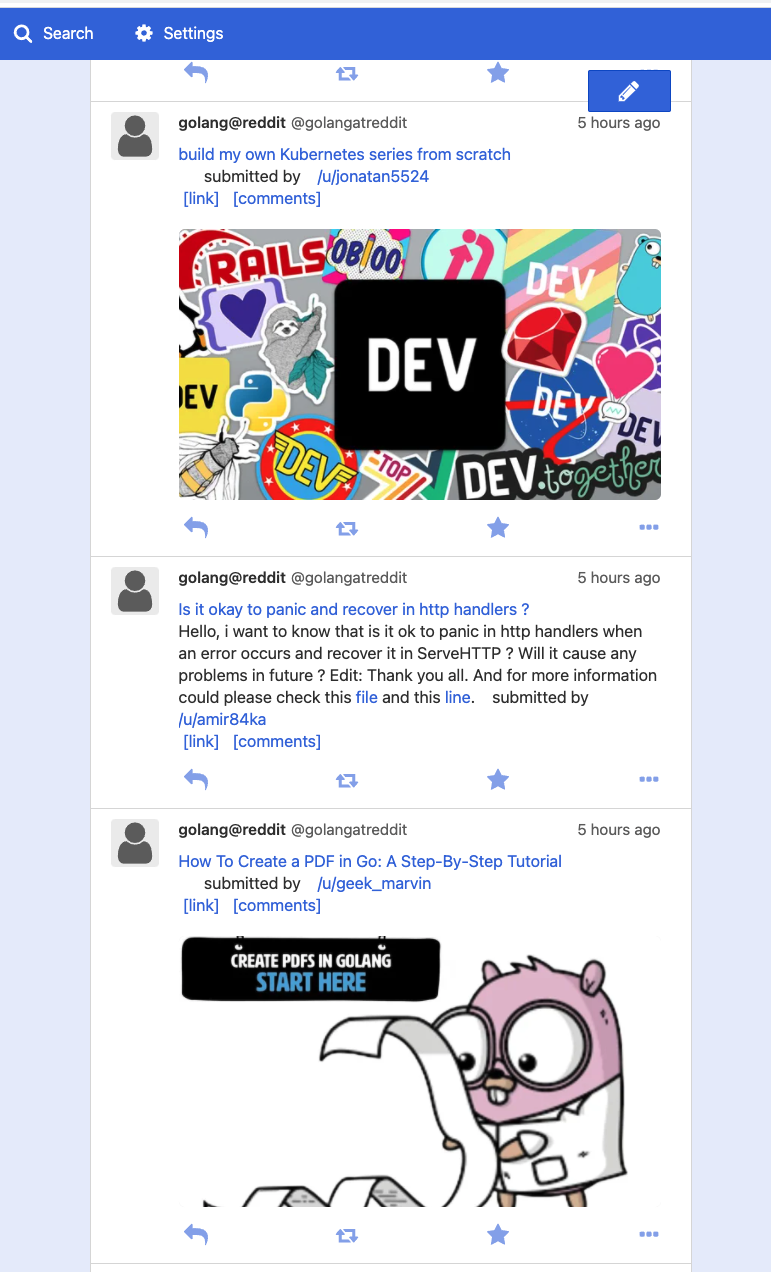 Search Settings
golang@reddit @golangatreddit 5 hours ago
build my own Kubernetes series from scratch
submitted by /u/jonatan5524
[link] [comments]
RAILS
OB100
DEV
DEV
DEV
DEV
DEV
DEV
TOP
DEV.together
golang@reddit @golangatreddit 5 hours ago
Is it okay to panic and recover in http handlers ?
Hello, i want to know that is it ok to panic in http handlers when
an error occurs and recover it in ServeHTTP ? Will it cause any
problems in future ? Edit: Thank you all. And for more information
could please check this file and this line. submitted by
/u/amir84ka
[link] [comments]
golang@reddit @golangatreddit 5 hours ago
How To Create a PDF in Go: A Step-By-Step Tutorial
submitted by /u/geek_marvin
[link] [comments]
CREATE PDFS IN GOLANG
START HERE